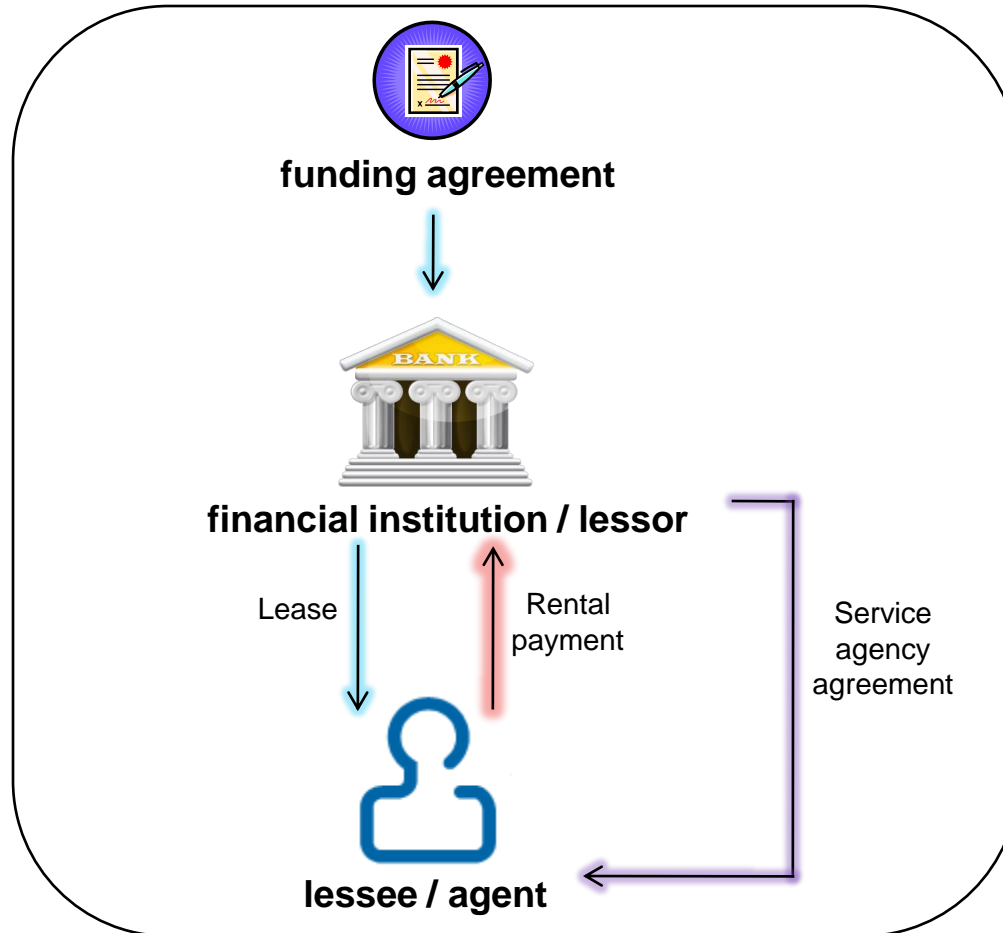 x
funding agreement
BANK
financial institution / lessor
Lease
Rental
payment
Service
agency
agreement
lessee / agent